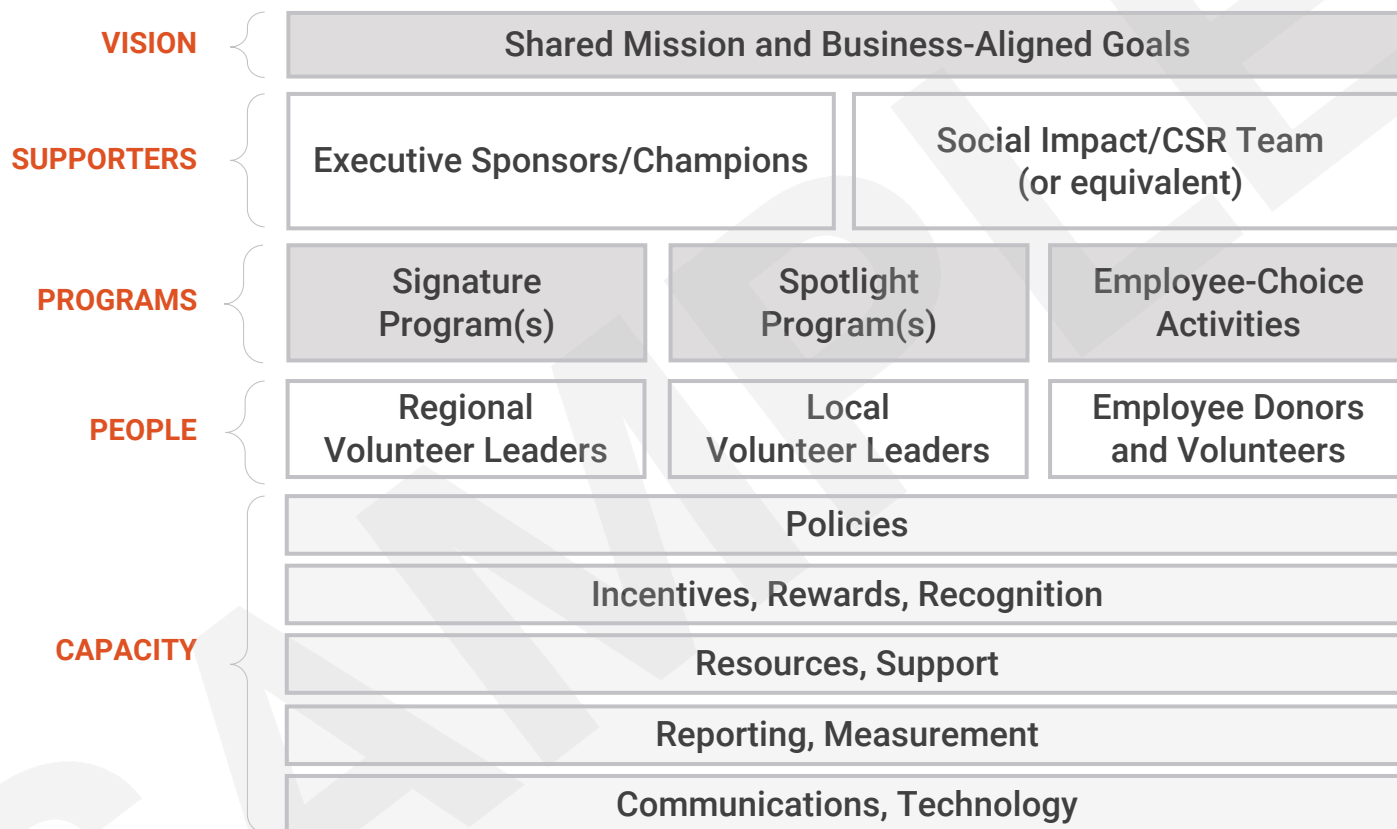 VISION
Shared Mission and Business-Aligned Goals
SUPPORTERS
Executive Sponsors/Champions
Social Impact/CSR Team
(or equivalent)
PROGRAMS
Signature
Program(s)
Spotlight
Program(s)
Employee-Choice
Activities
PEOPLE
Regional
Volunteer Leaders
Local
Volunteer Leaders
Employee Donors
and Volunteers
CAPACITY
Policies
Incentives, Rewards, Recognition
Resources, Support
Reporting, Measurement
Communications, Technology
SAMPLE